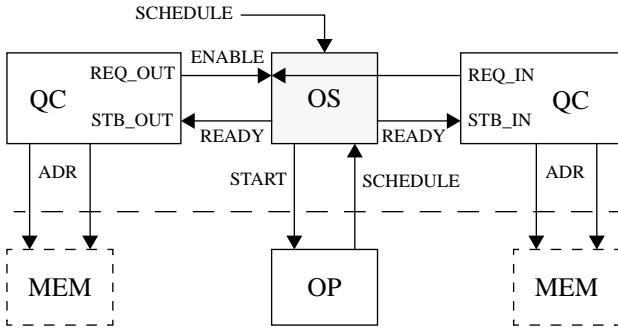 SCHEDULE
REQ_OUT ENABLE REQ_IN
QC OS QC
STB_OUT READY READY STB_IN
ADR START SCHEDULE ADR
MEM OP MEM